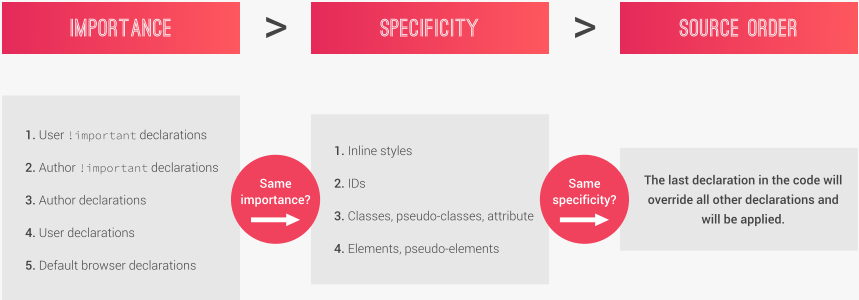 IMPORTANCE
>
SPECIFICITY
>
SOURCE ORDER
1. User !important declarations
2. Author !important declarations
3. Author declarations
4. User declarations
5. Default browser declarations
Same
importance?
1. Inline styles
2. IDs
3. Classes, pseudo-classes, attribute
4. Elements, pseudo-elements
Same
specificity?
The last declaration in the code will
override all other declarations and
will be applied.